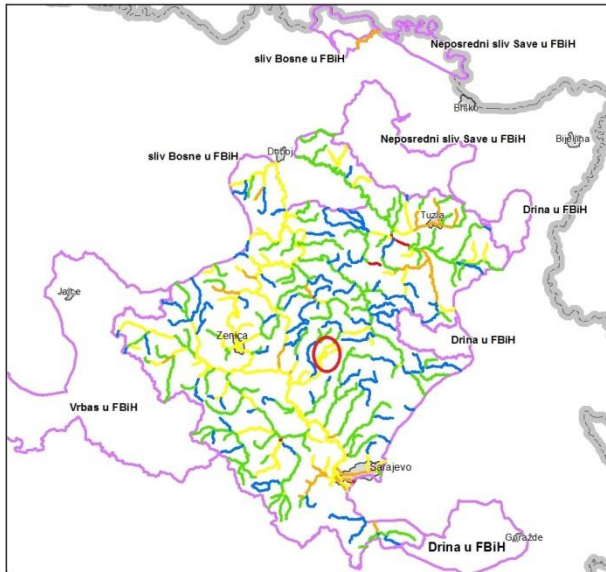 Neposredni sliv Save u FBiH
sliv Bosne u FBiH
Brčko
Neposredni sliv Save u FBiH
Bijeljina
sliv Bosne u FBiH
Doboj
Drina u FBiH
Tuzla
Jajce
Zenica
Drina u FBiH
Vrbas u FBiH
Sarajevo
Drina u FBiH
Goražde